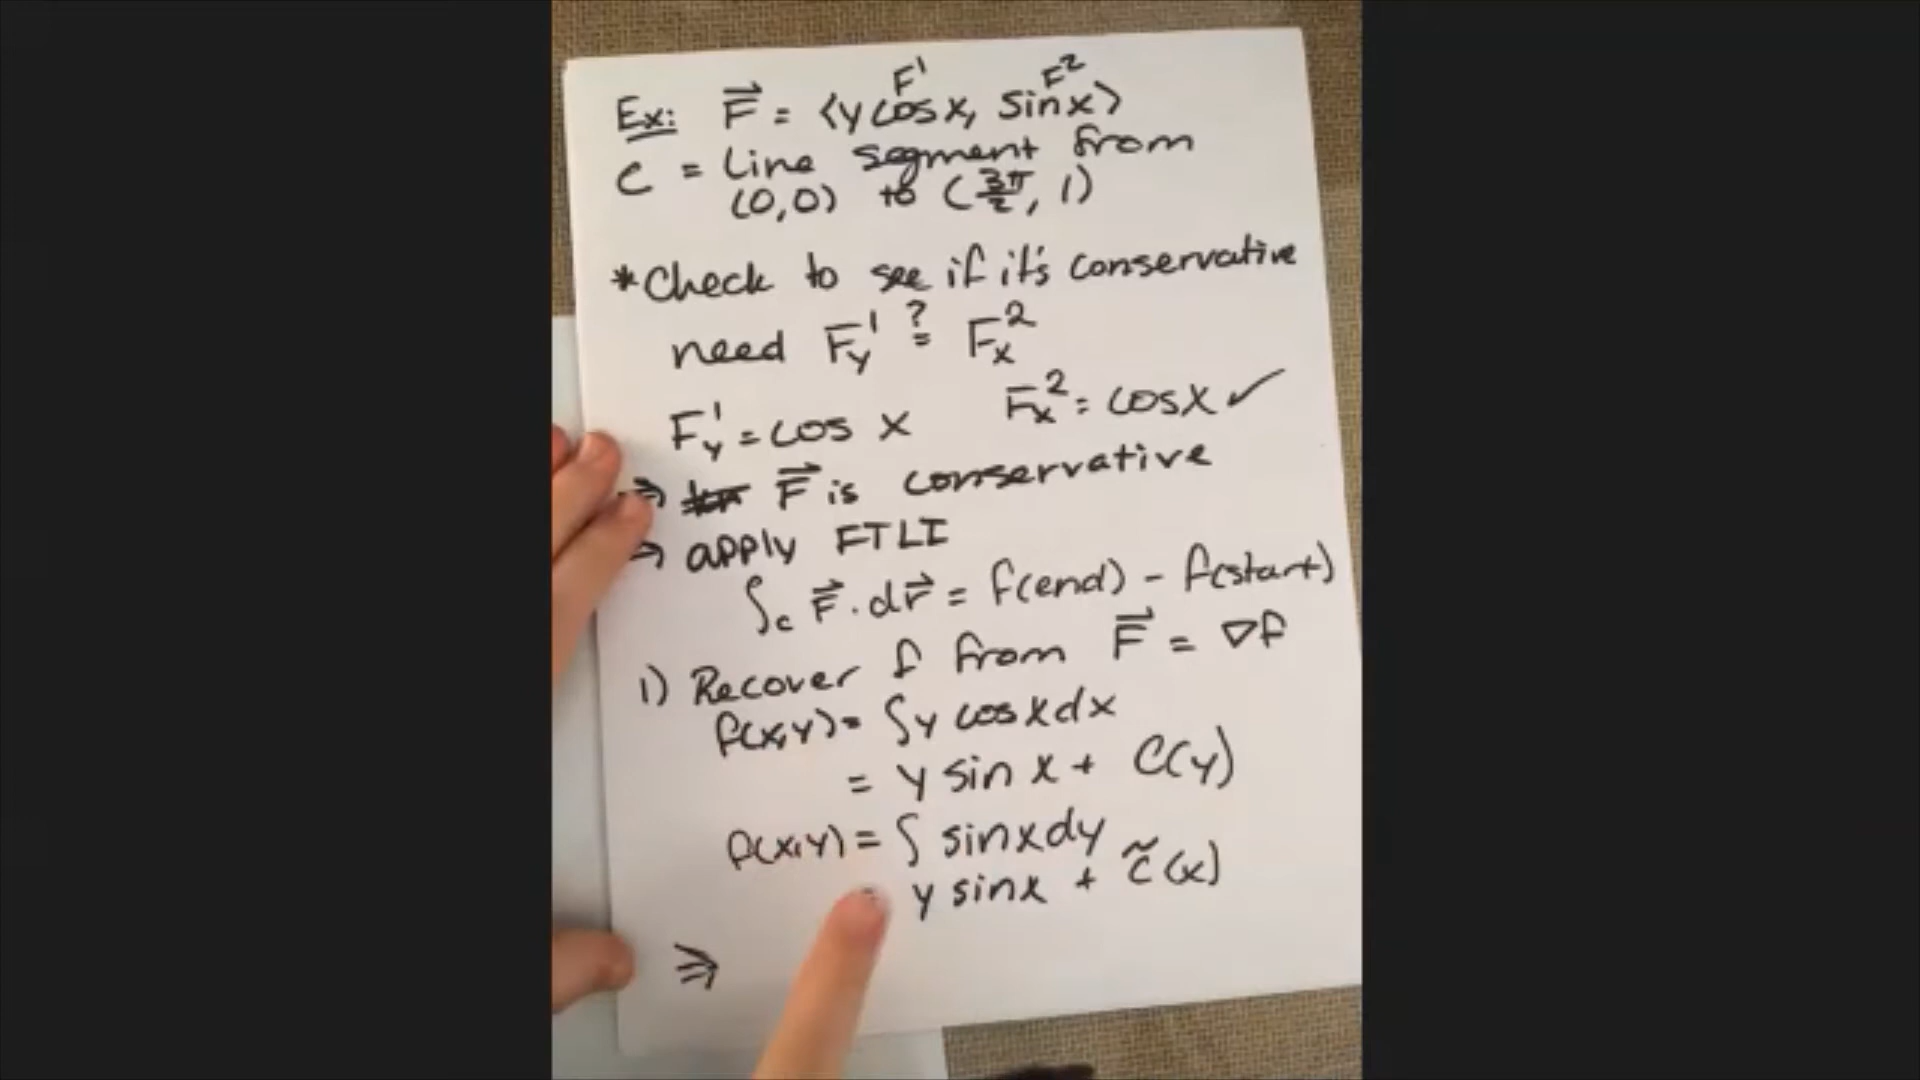 F¹ F²
Ex: F⃗ = ⟨y cos x, sin x⟩
C = Line segment from
(0,0) to (3π/2, 1)
*Check to see if it's conservative
need F¹_y ?= F²_x
F¹_y = cos x F²_x = cos x ✓
⇒ F⃗ is conservative
⇒ apply FTLI
∫_c F⃗ · dr⃗ = f(end) - f(start)
1) Recover f from F⃗ = ∇f
f(x,y) = ∫ y cos x dx
= y sin x + C(y)
f(x,y) = ∫ sin x dy
= y sin x + C̃(x)
⇒